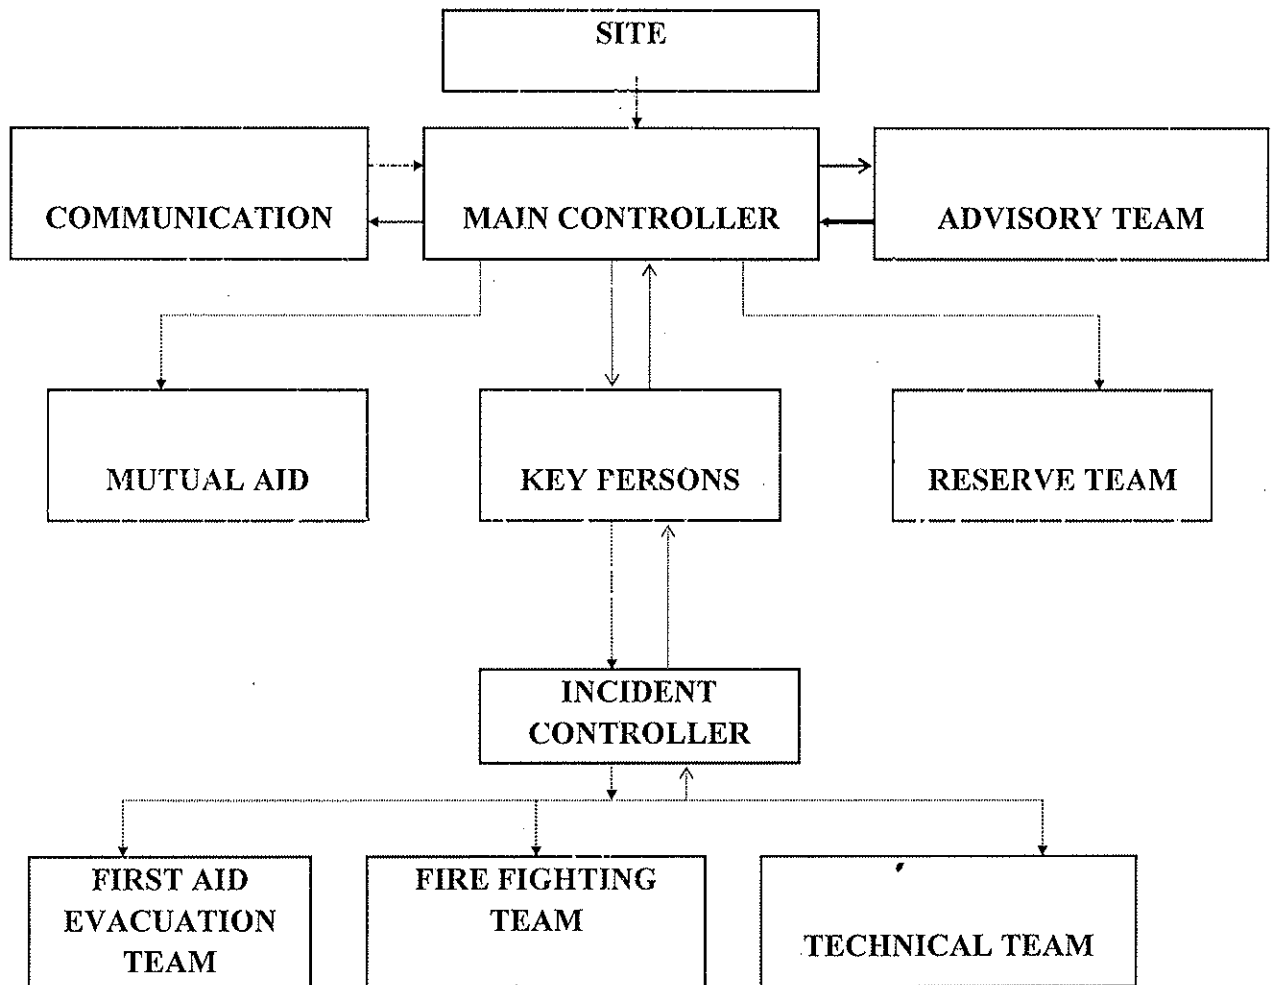 SITE
COMMUNICATION
MAIN CONTROLLER
ADVISORY TEAM
MUTUAL AID
KEY PERSONS
RESERVE TEAM
INCIDENT
CONTROLLER
FIRST AID
EVACUATION
TEAM
FIRE FIGHTING
TEAM
TECHNICAL TEAM